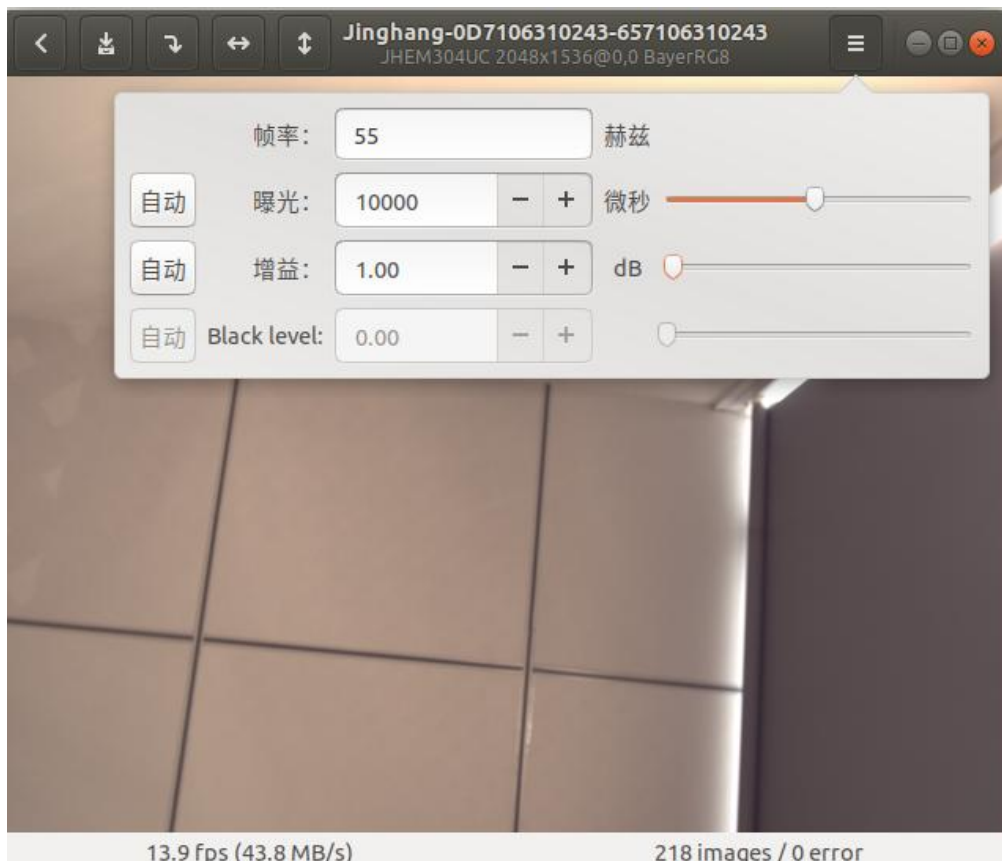 Jinghang-0D7106310243-657106310243
JHEM304UC 2048x1536@0,0 BayerRG8
帧率： 55 赫兹
自动 曝光： 10000 − + 微秒
自动 增益： 1.00 − + dB
自动 Black level: 0.00 − +
13.9 fps (43.8 MB/s) 218 images / 0 error